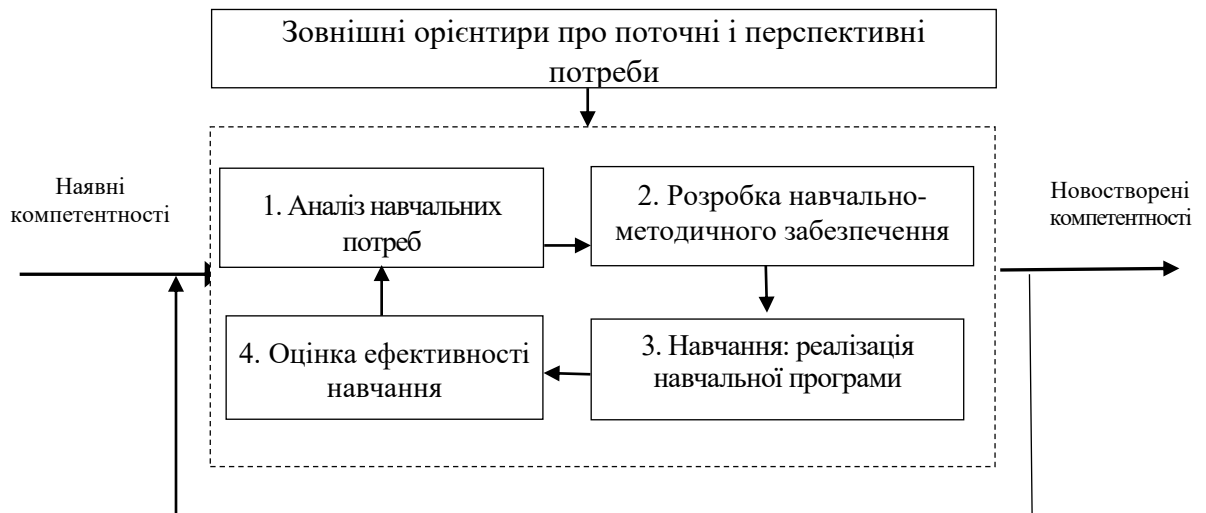 Зовнішні орієнтири про поточні і перспективні
потреби
Наявні
компетентності
1. Аналіз навчальних
потреб
2. Розробка навчально-
методичного забезпечення
Новостворені
компетентності
4. Оцінка ефективності
навчання
3. Навчання: реалізація
навчальної програми